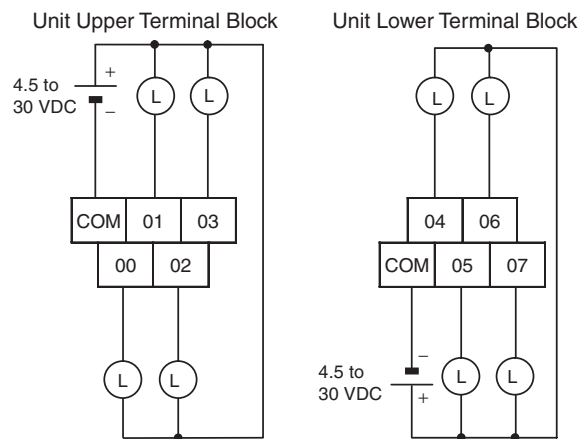 Unit Upper Terminal Block
4.5 to
30 VDC
+
−
L
L
COM 01 03
00 02
L
L
Unit Lower Terminal Block
L
L
04 06
COM 05 07
4.5 to
30 VDC
−
+
L
L